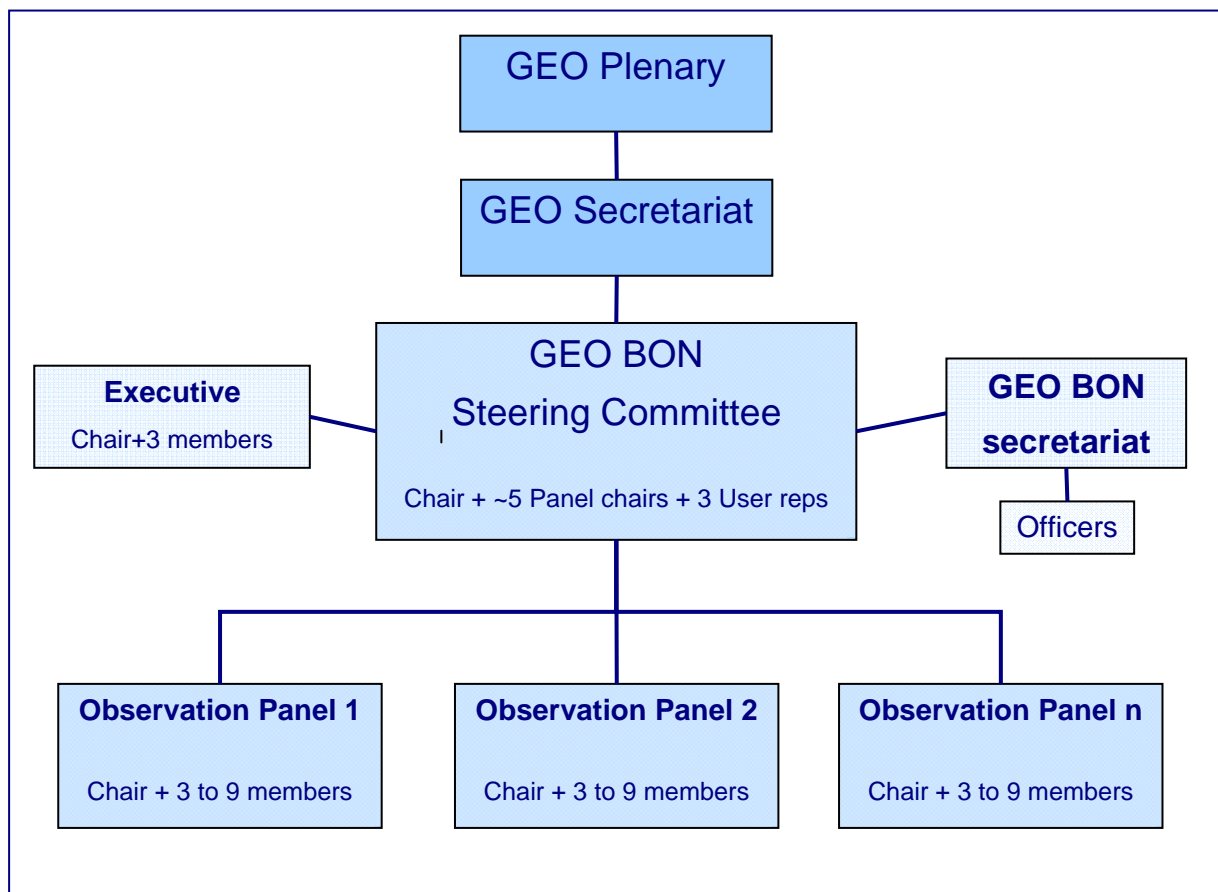 GEO Plenary
GEO Secretariat
GEO BON
Steering Committee
Chair + ~5 Panel chairs + 3 User reps
Executive
Chair+3 members
GEO BON
secretariat
Officers
Observation Panel 1
Chair + 3 to 9 members
Observation Panel 2
Chair + 3 to 9 members
Observation Panel n
Chair + 3 to 9 members